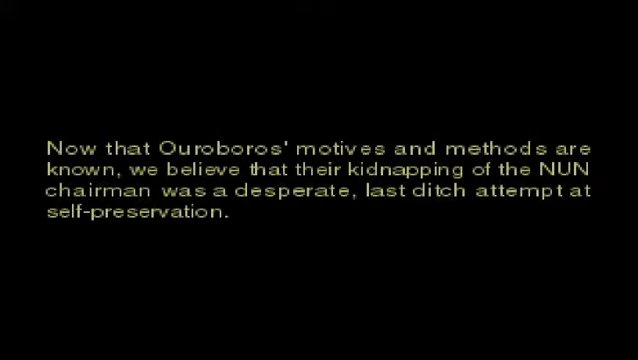 Now that Ouroboros' motives and methods are
known, we believe that their kidnapping of the NUN
chairman was a desperate, last ditch attempt at
self-preservation.